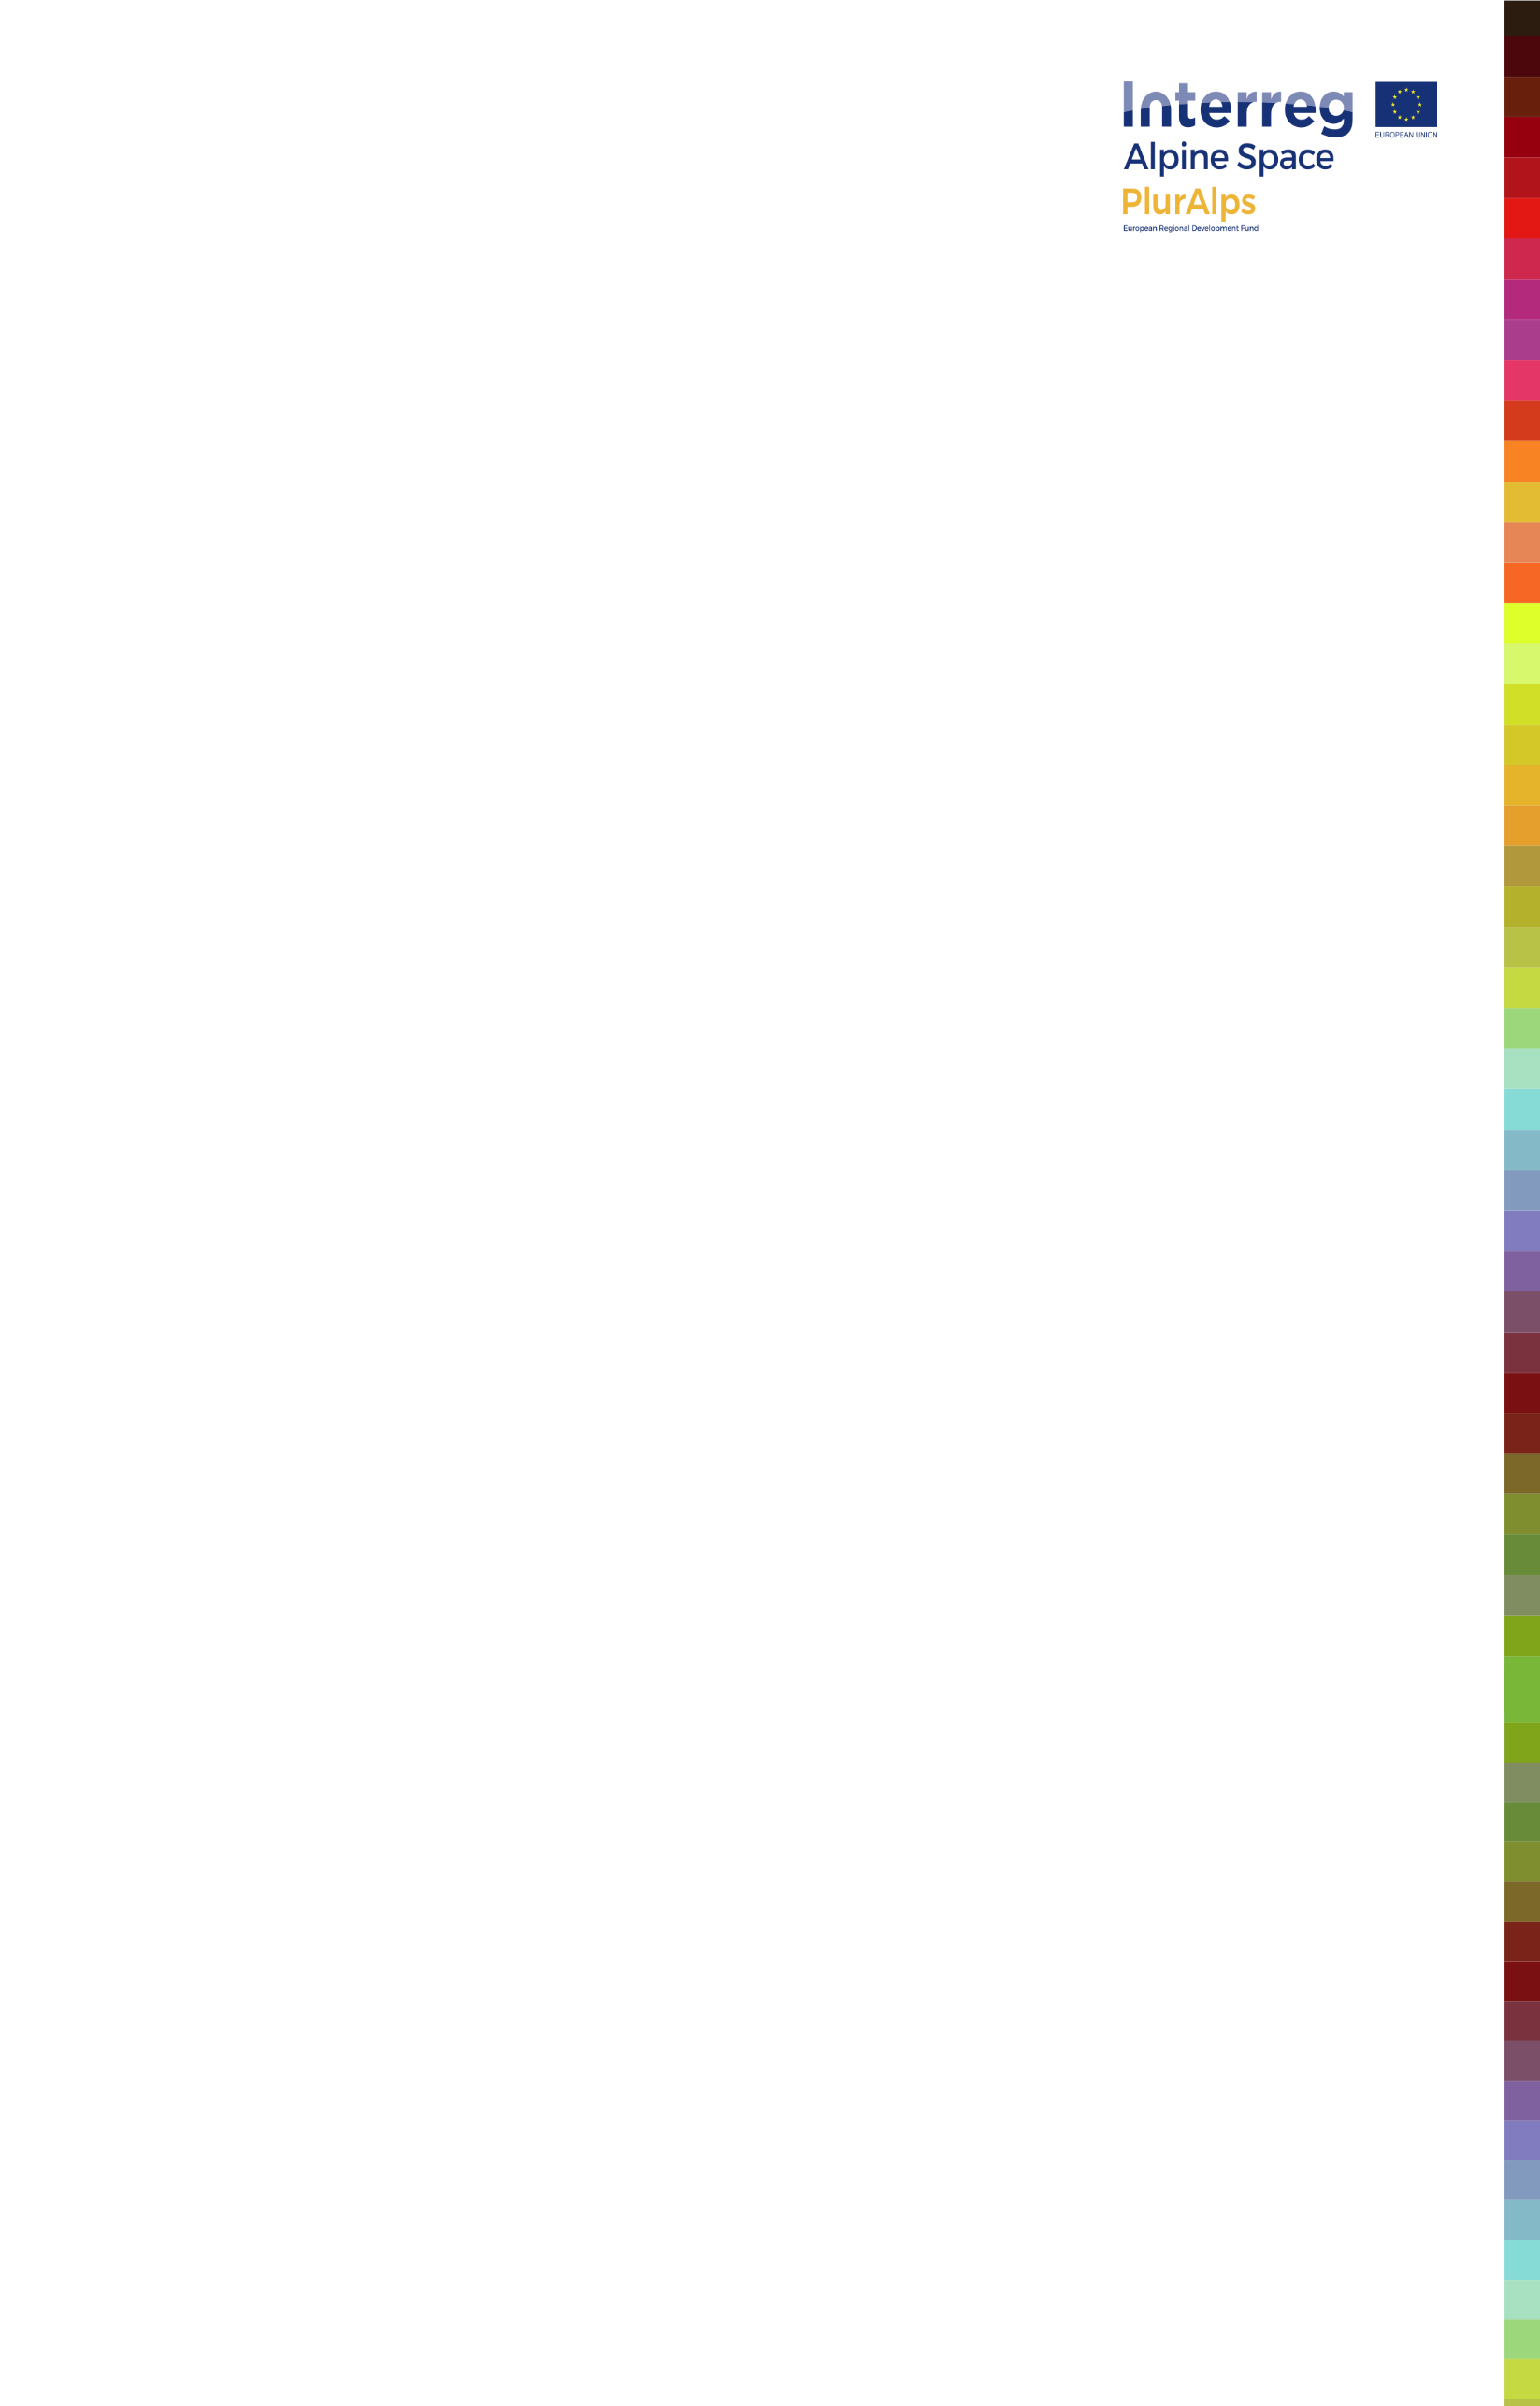 Interreg
EUROPEAN UNION
Alpine Space
PlurAlps
European Regional Development Fund